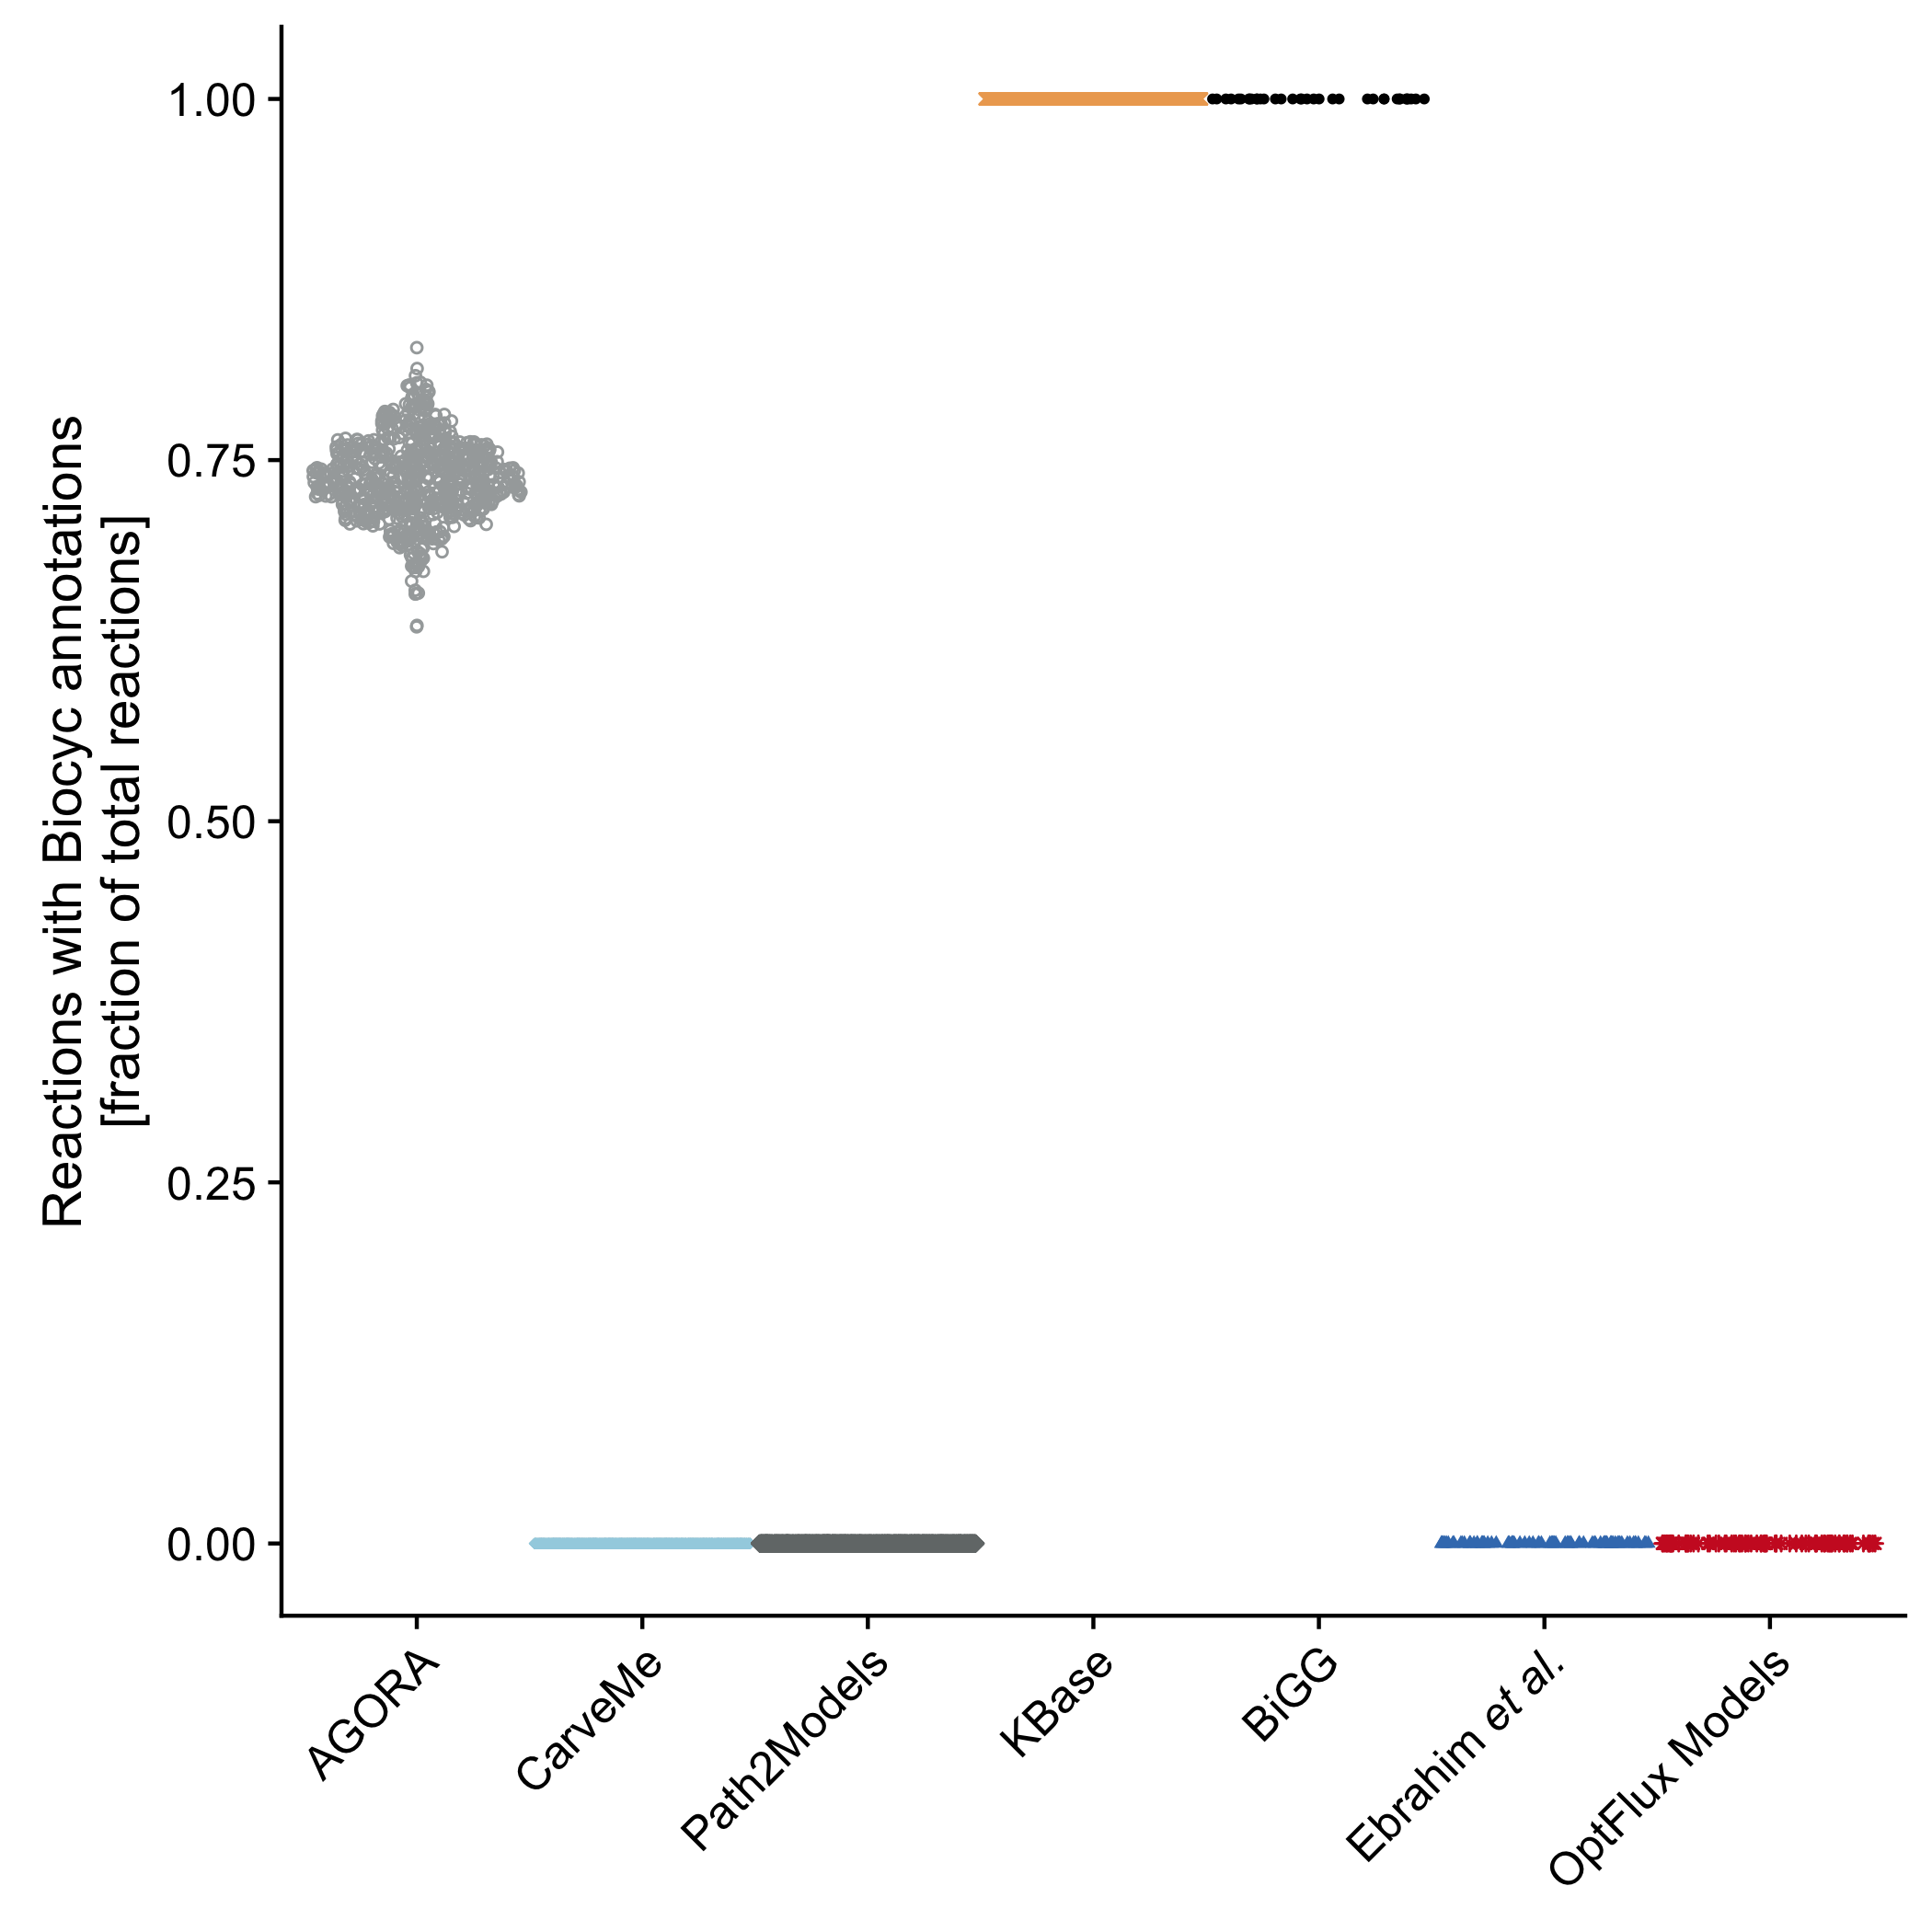 Reactions with Biocyc annotations
[fraction of total reactions]
1.00
0.75
0.50
0.25
0.00
AGORA
CarveMe
Path2Models
KBase
BiGG
Ebrahim et al.
OptFlux Models